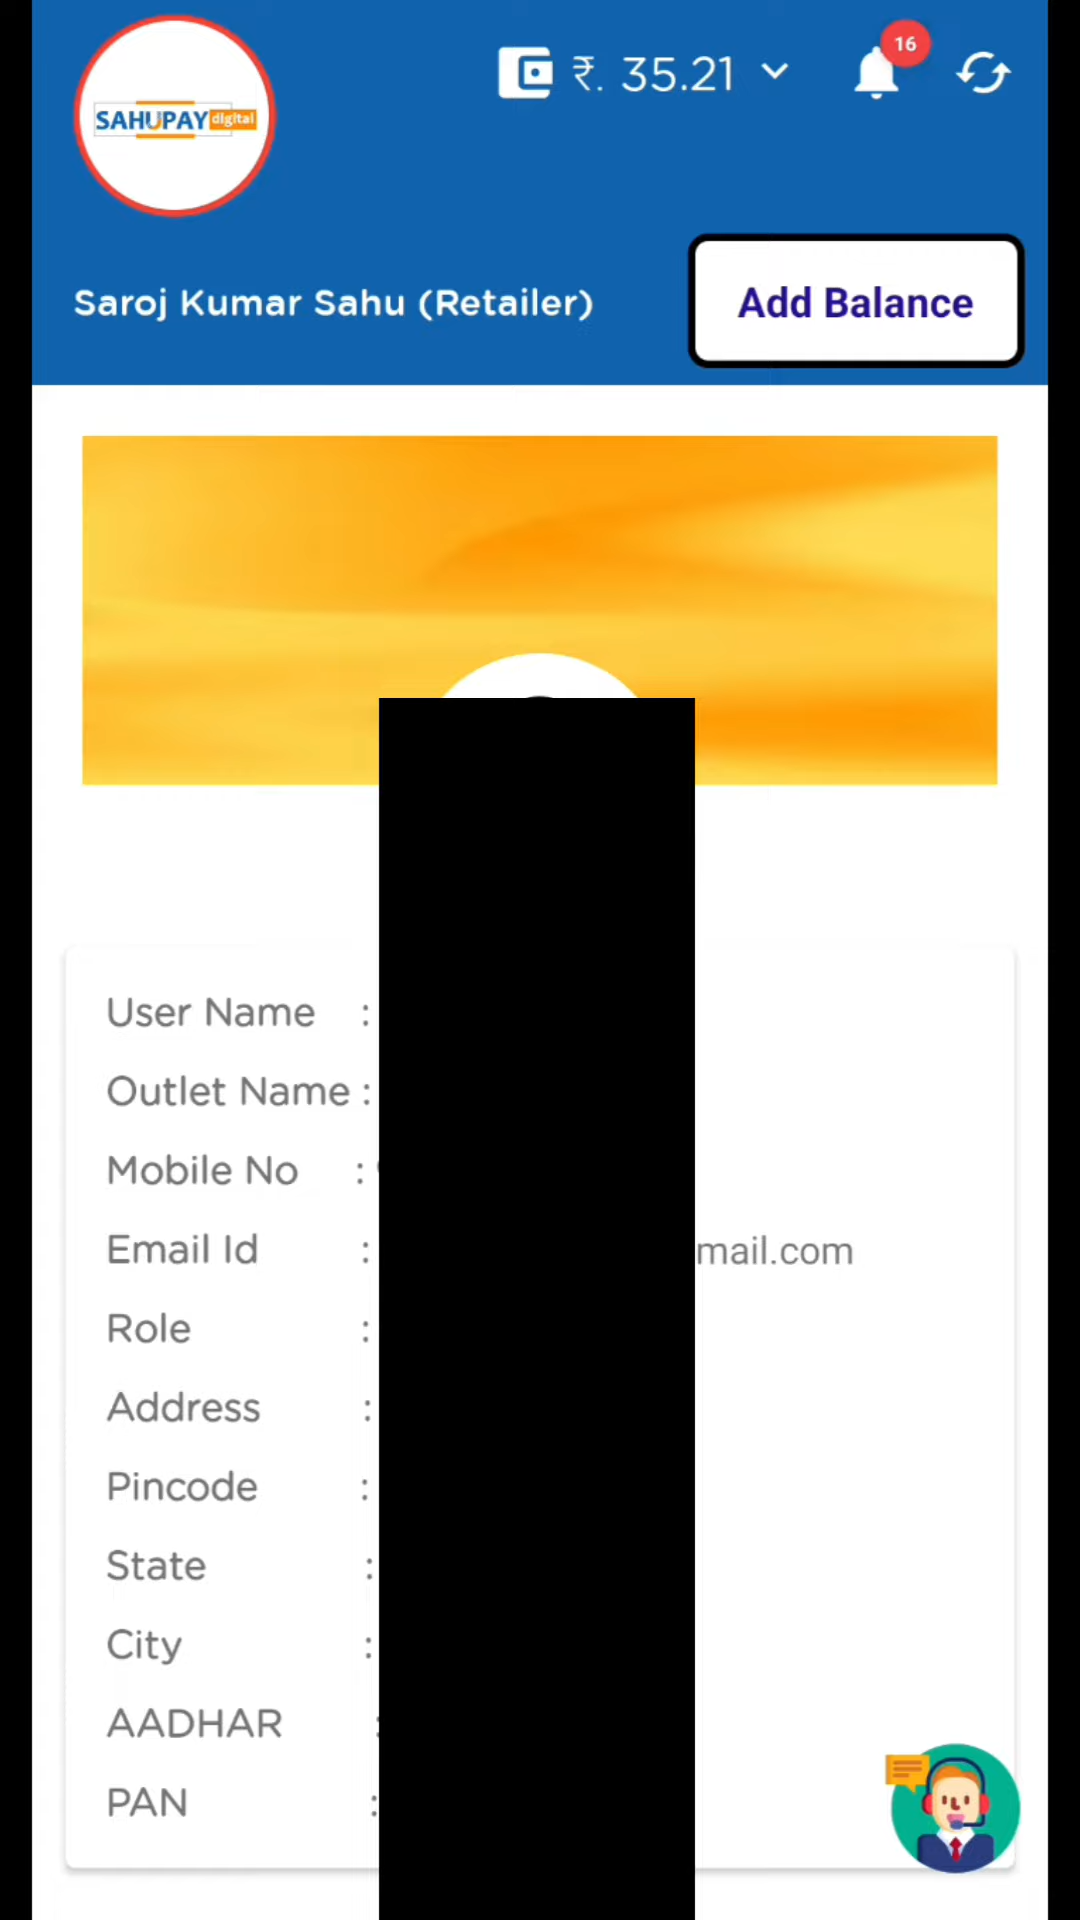 SAHUPAY digital
₹. 35.21
16
Saroj Kumar Sahu (Retailer)
Add Balance
User Name :
Outlet Name :
Mobile No :
Email Id : mail.com
Role :
Address :
Pincode :
State :
City :
AADHAR :
PAN :